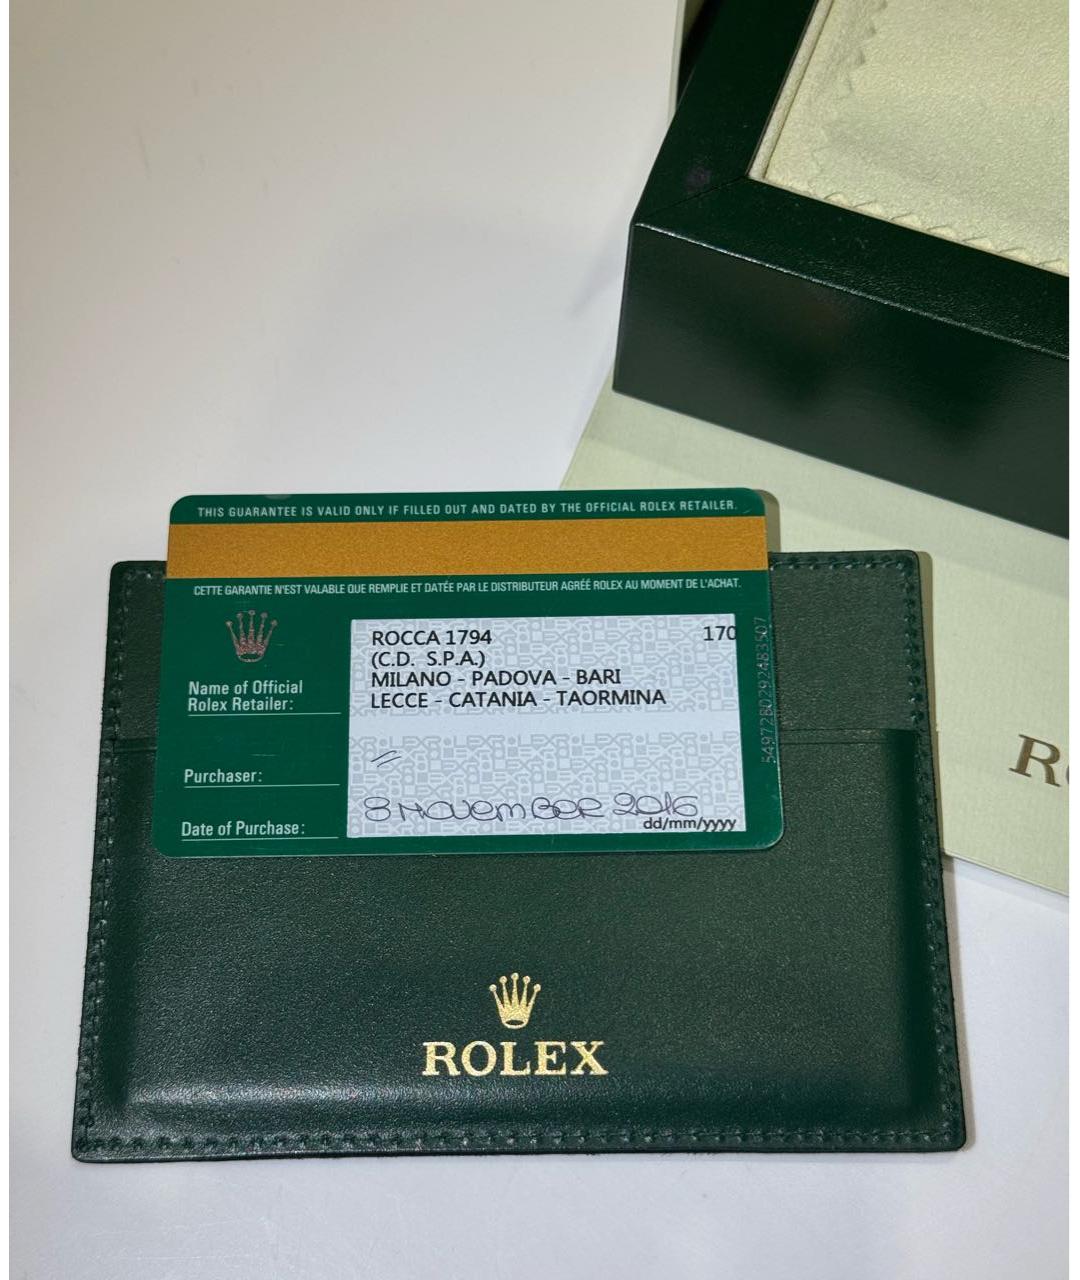 THIS GUARANTEE IS VALID ONLY IF FILLED OUT AND DATED BY THE OFFICIAL ROLEX RETAILER.
CETTE GARANTIE N'EST VALABLE QUE REMPLIE ET DATÉE PAR LE DISTRIBUTEUR AGRÉÉ ROLEX AU MOMENT DE L'ACHAT.
ROCCA 1794 170
(C.D. S.P.A.)
MILANO - PADOVA - BARI
LECCE - CATANIA - TAORMINA
Name of Official
Rolex Retailer:
Purchaser:
Date of Purchase:
8 NOVEMBER 2016
dd/mm/yyyy
ROLEX